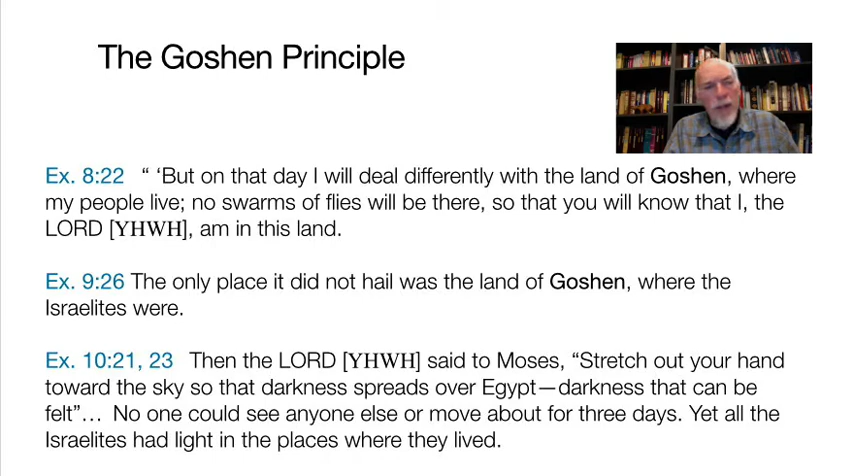 The Goshen Principle
Ex. 8:22 “ ‘But on that day I will deal differently with the land of Goshen, where
my people live; no swarms of flies will be there, so that you will know that I, the
LORD [YHWH], am in this land.
Ex. 9:26 The only place it did not hail was the land of Goshen, where the
Israelites were.
Ex. 10:21, 23 Then the LORD [YHWH] said to Moses, “Stretch out your hand
toward the sky so that darkness spreads over Egypt—darkness that can be
felt”… No one could see anyone else or move about for three days. Yet all the
Israelites had light in the places where they lived.